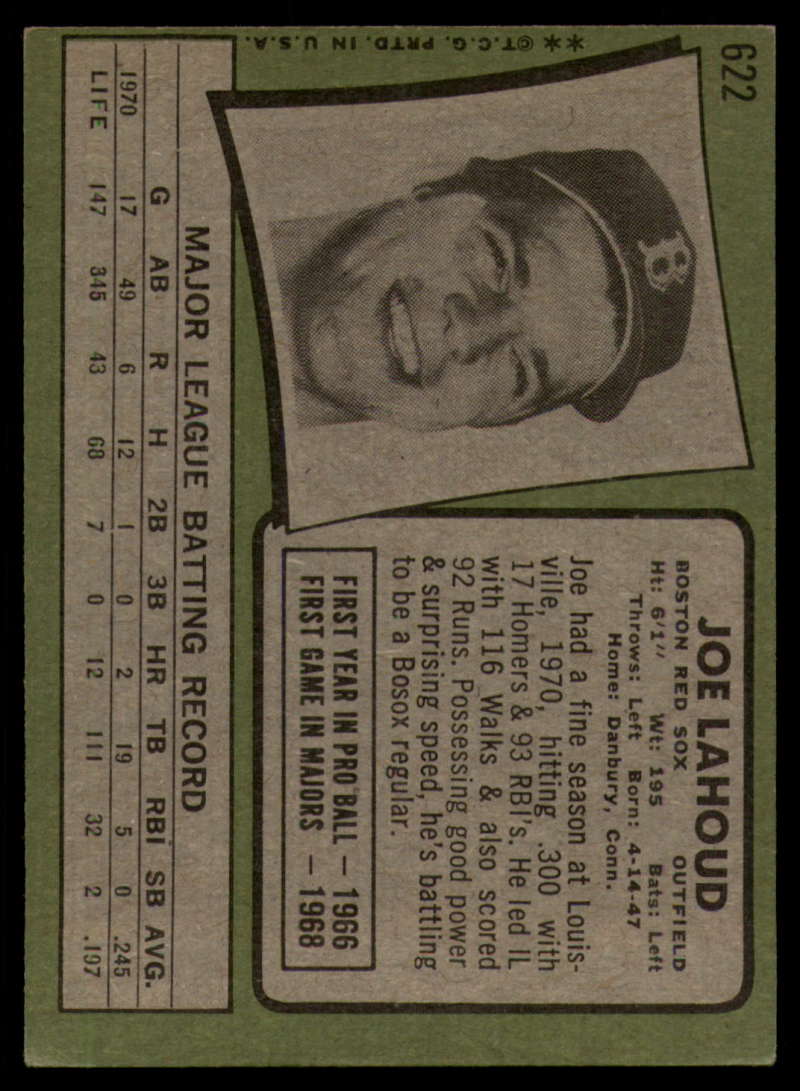 622
**©T.C.G. PRTD. IN U.S.A.
B
JOE LAHOUD
BOSTON RED SOX OUTFIELD
Ht: 6'1" Wt: 195 Bats: Left
Throws: Left Born: 4-14-47
Home: Danbury, Conn.
Joe had a fine season at Louis-
ville, 1970, hitting .300 with
17 Homers & 93 RBI's. He led IL
with 116 Walks & also scored
92 Runs. Possessing good power
& surprising speed, he's battling
to be a Bosox regular.
FIRST YEAR IN PRO BALL — 1966
FIRST GAME IN MAJORS — 1968
MAJOR LEAGUE BATTING RECORD
G AB R H 2B 3B HR TB RBI SB AVG.
1970 17 49 6 12 1 0 2 19 5 0 .245
LIFE 147 345 43 68 7 0 12 111 32 2 .197